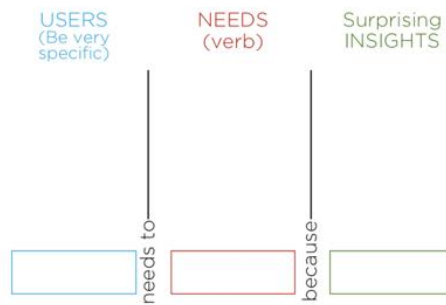 USERS
(Be very
specific)
NEEDS
(verb)
Surprising
INSIGHTS
needs to
because